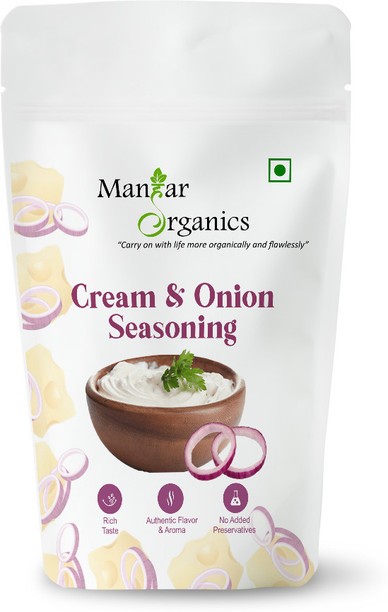 Mangar
Organics
"Carry on with life more organically and flawlessly"
Cream & Onion
Seasoning
Rich
Taste
Authentic Flavor
& Aroma
No Added
Preservatives